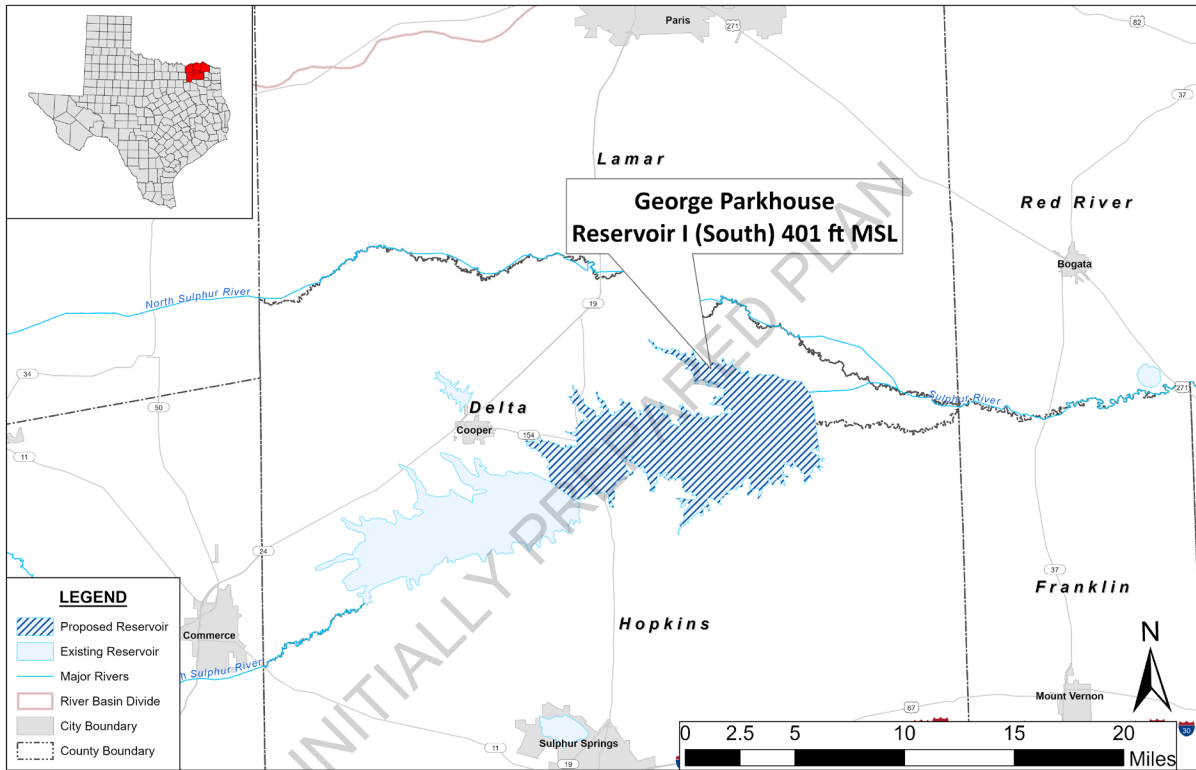 Paris
271
82
37
Lamar
George Parkhouse
Reservoir I (South) 401 ft MSL
Red River
Bogata
North Sulphur River
19
34
50
Delta
Cooper
154
Sulphur River
271
11
24
INITIALLY PREPARED PLAN
LEGEND
Proposed Reservoir
Existing Reservoir
Major Rivers
River Basin Divide
City Boundary
County Boundary
Commerce
h Sulphur River
Hopkins
37
Franklin
N
Mount Vernon
67
11
Sulphur Springs
19
30
0 2.5 5 10 15 20
Miles